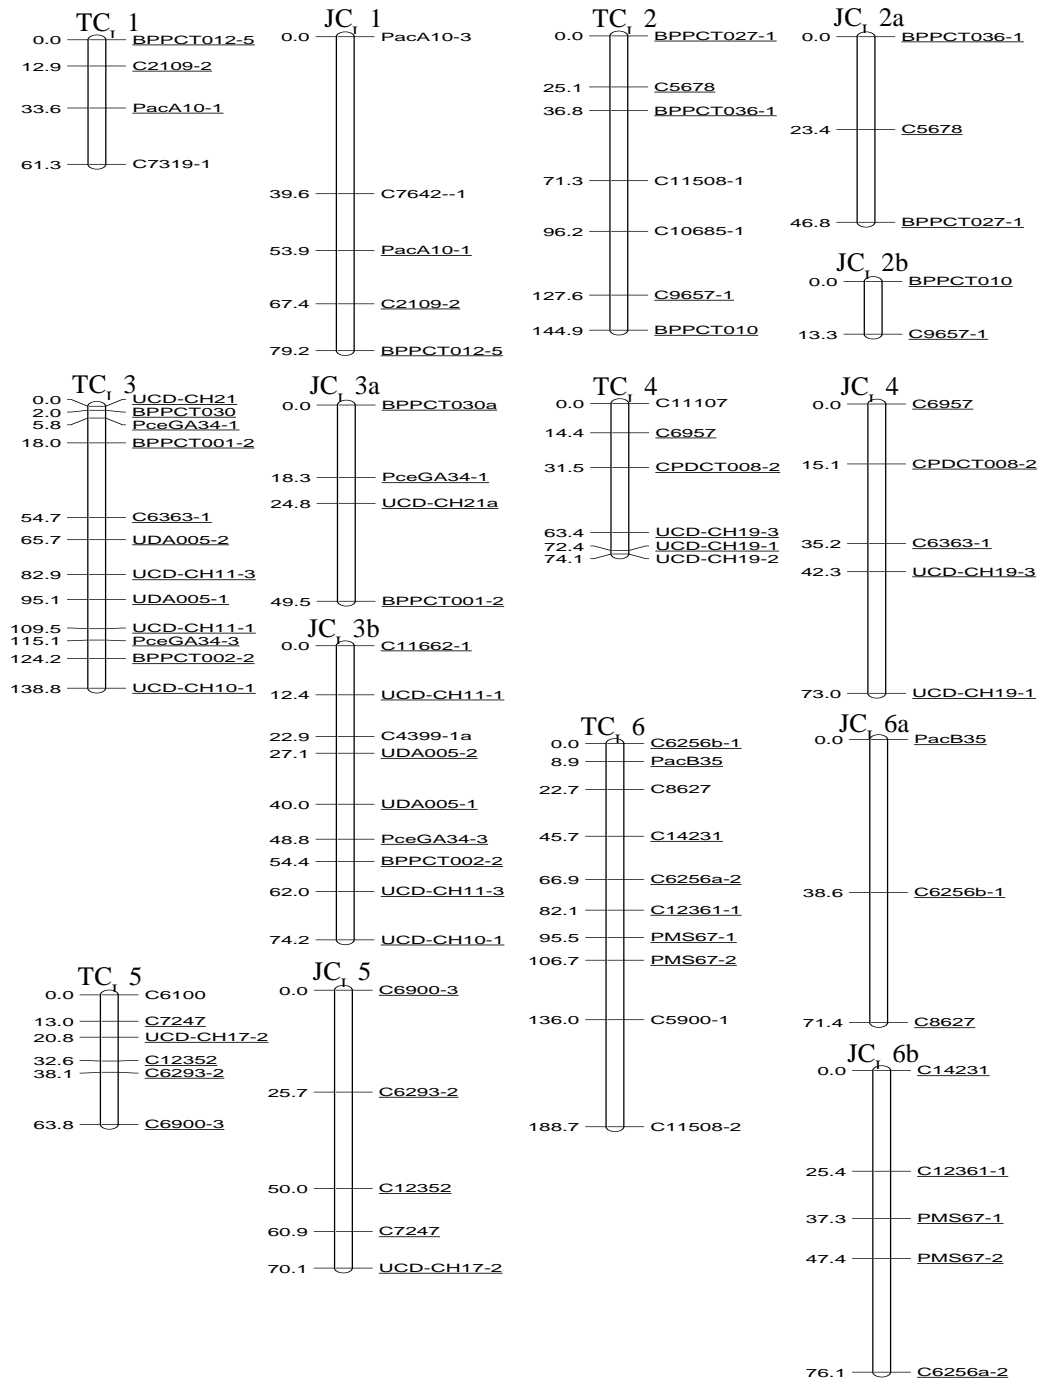 TC 1
0.0 BPPCT012-5
12.9 C2109-2
33.6 PacA10-1
61.3 C7319-1
JC 1
0.0 PacA10-3
39.6 C7642--1
53.9 PacA10-1
67.4 C2109-2
79.2 BPPCT012-5
TC 2
0.0 BPPCT027-1
25.1 C5678
36.8 BPPCT036-1
71.3 C11508-1
96.2 C10685-1
127.6 C9657-1
144.9 BPPCT010
JC 2a
0.0 BPPCT036-1
23.4 C5678
46.8 BPPCT027-1
JC 2b
0.0 BPPCT010
13.3 C9657-1
TC 3
0.0 UCD-CH21
2.0 BPPCT030
5.8 PceGA34-1
18.0 BPPCT001-2
54.7 C6363-1
65.7 UDA005-2
82.9 UCD-CH11-3
95.1 UDA005-1
109.5 UCD-CH11-1
115.1 PceGA34-3
124.2 BPPCT002-2
138.8 UCD-CH10-1
JC 3a
0.0 BPPCT030a
18.3 PceGA34-1
24.8 UCD-CH21a
49.5 BPPCT001-2
JC 3b
0.0 C11662-1
12.4 UCD-CH11-1
22.9 C4399-1a
27.1 UDA005-2
40.0 UDA005-1
48.8 PceGA34-3
54.4 BPPCT002-2
62.0 UCD-CH11-3
74.2 UCD-CH10-1
TC 4
0.0 C11107
14.4 C6957
31.5 CPDCT008-2
63.4 UCD-CH19-3
72.4 UCD-CH19-1
74.1 UCD-CH19-2
JC 4
0.0 C6957
15.1 CPDCT008-2
35.2 C6363-1
42.3 UCD-CH19-3
73.0 UCD-CH19-1
TC 5
0.0 C6100
13.0 C7247
20.8 UCD-CH17-2
32.6 C12352
38.1 C6293-2
63.8 C6900-3
JC 5
0.0 C6900-3
25.7 C6293-2
50.0 C12352
60.9 C7247
70.1 UCD-CH17-2
TC 6
0.0 C6256b-1
8.9 PacB35
22.7 C8627
45.7 C14231
66.9 C6256a-2
82.1 C12361-1
95.5 PMS67-1
106.7 PMS67-2
136.0 C5900-1
188.7 C11508-2
JC 6a
0.0 PacB35
38.6 C6256b-1
71.4 C8627
JC 6b
0.0 C14231
25.4 C12361-1
37.3 PMS67-1
47.4 PMS67-2
76.1 C6256a-2